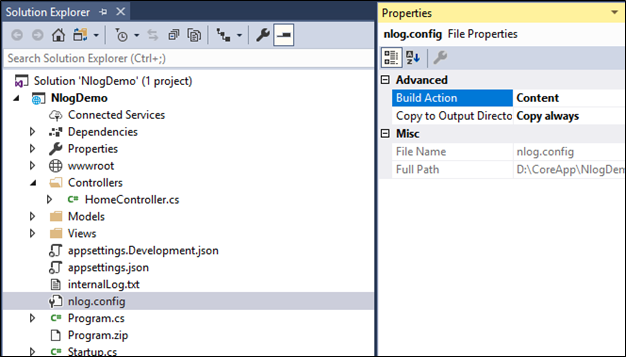 Solution Explorer
Search Solution Explorer (Ctrl+;)
Solution 'NlogDemo' (1 project)
NlogDemo
Connected Services
Dependencies
Properties
wwwroot
Controllers
C# HomeController.cs
Models
Views
appsettings.Development.json
appsettings.json
internalLog.txt
nlog.config
C# Program.cs
Program.zip
C# Startup.cs
Properties
nlog.config File Properties
Advanced
Build Action Content
Copy to Output Directo Copy always
Misc
File Name nlog.config
Full Path D:\CoreApp\NlogDem